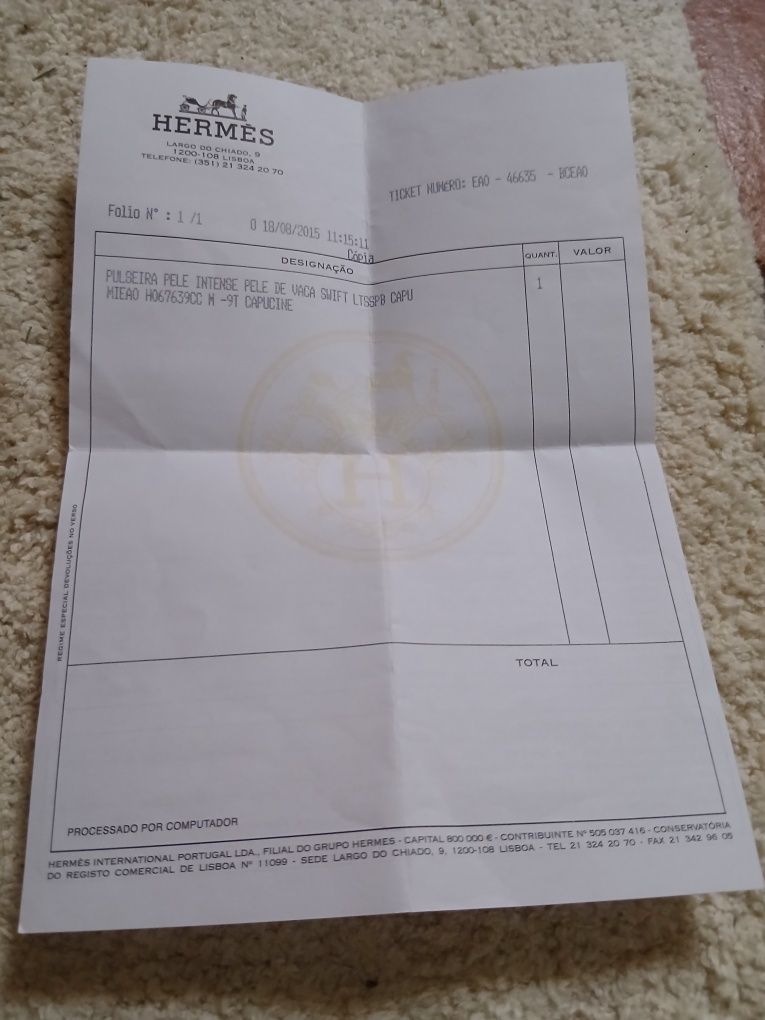 HERMÈS
LARGO DO CHIADO, 9
1200-108 LISBOA
TELEFONE: (351) 21 324 20 70
TICKET NUMERO: EAO - 46635 - BCEAO
Folio N° : 1 /1
O 18/08/2015 11:15:11
Cópia
DESIGNAÇÃO
QUANT.
VALOR
PULSEIRA PELE INTENSE PELE DE VACA SWIFT LTSSPB CAPU
1
MIEAO H067639CC M -9T CAPUCINE
H
REGIME ESPECIAL DEVOLUÇÕES NO VERSO
TOTAL
PROCESSADO POR COMPUTADOR
HERMÈS INTERNATIONAL PORTUGAL LDA., FILIAL DO GRUPO HERMES - CAPITAL 800 000 € - CONTRIBUINTE Nº 505 037 416 - CONSERVATÓRIA
DO REGISTO COMERCIAL DE LISBOA Nº 11099 - SEDE LARGO DO CHIADO, 9, 1200-108 LISBOA - TEL 21 324 20 70 - FAX 21 342 96 05